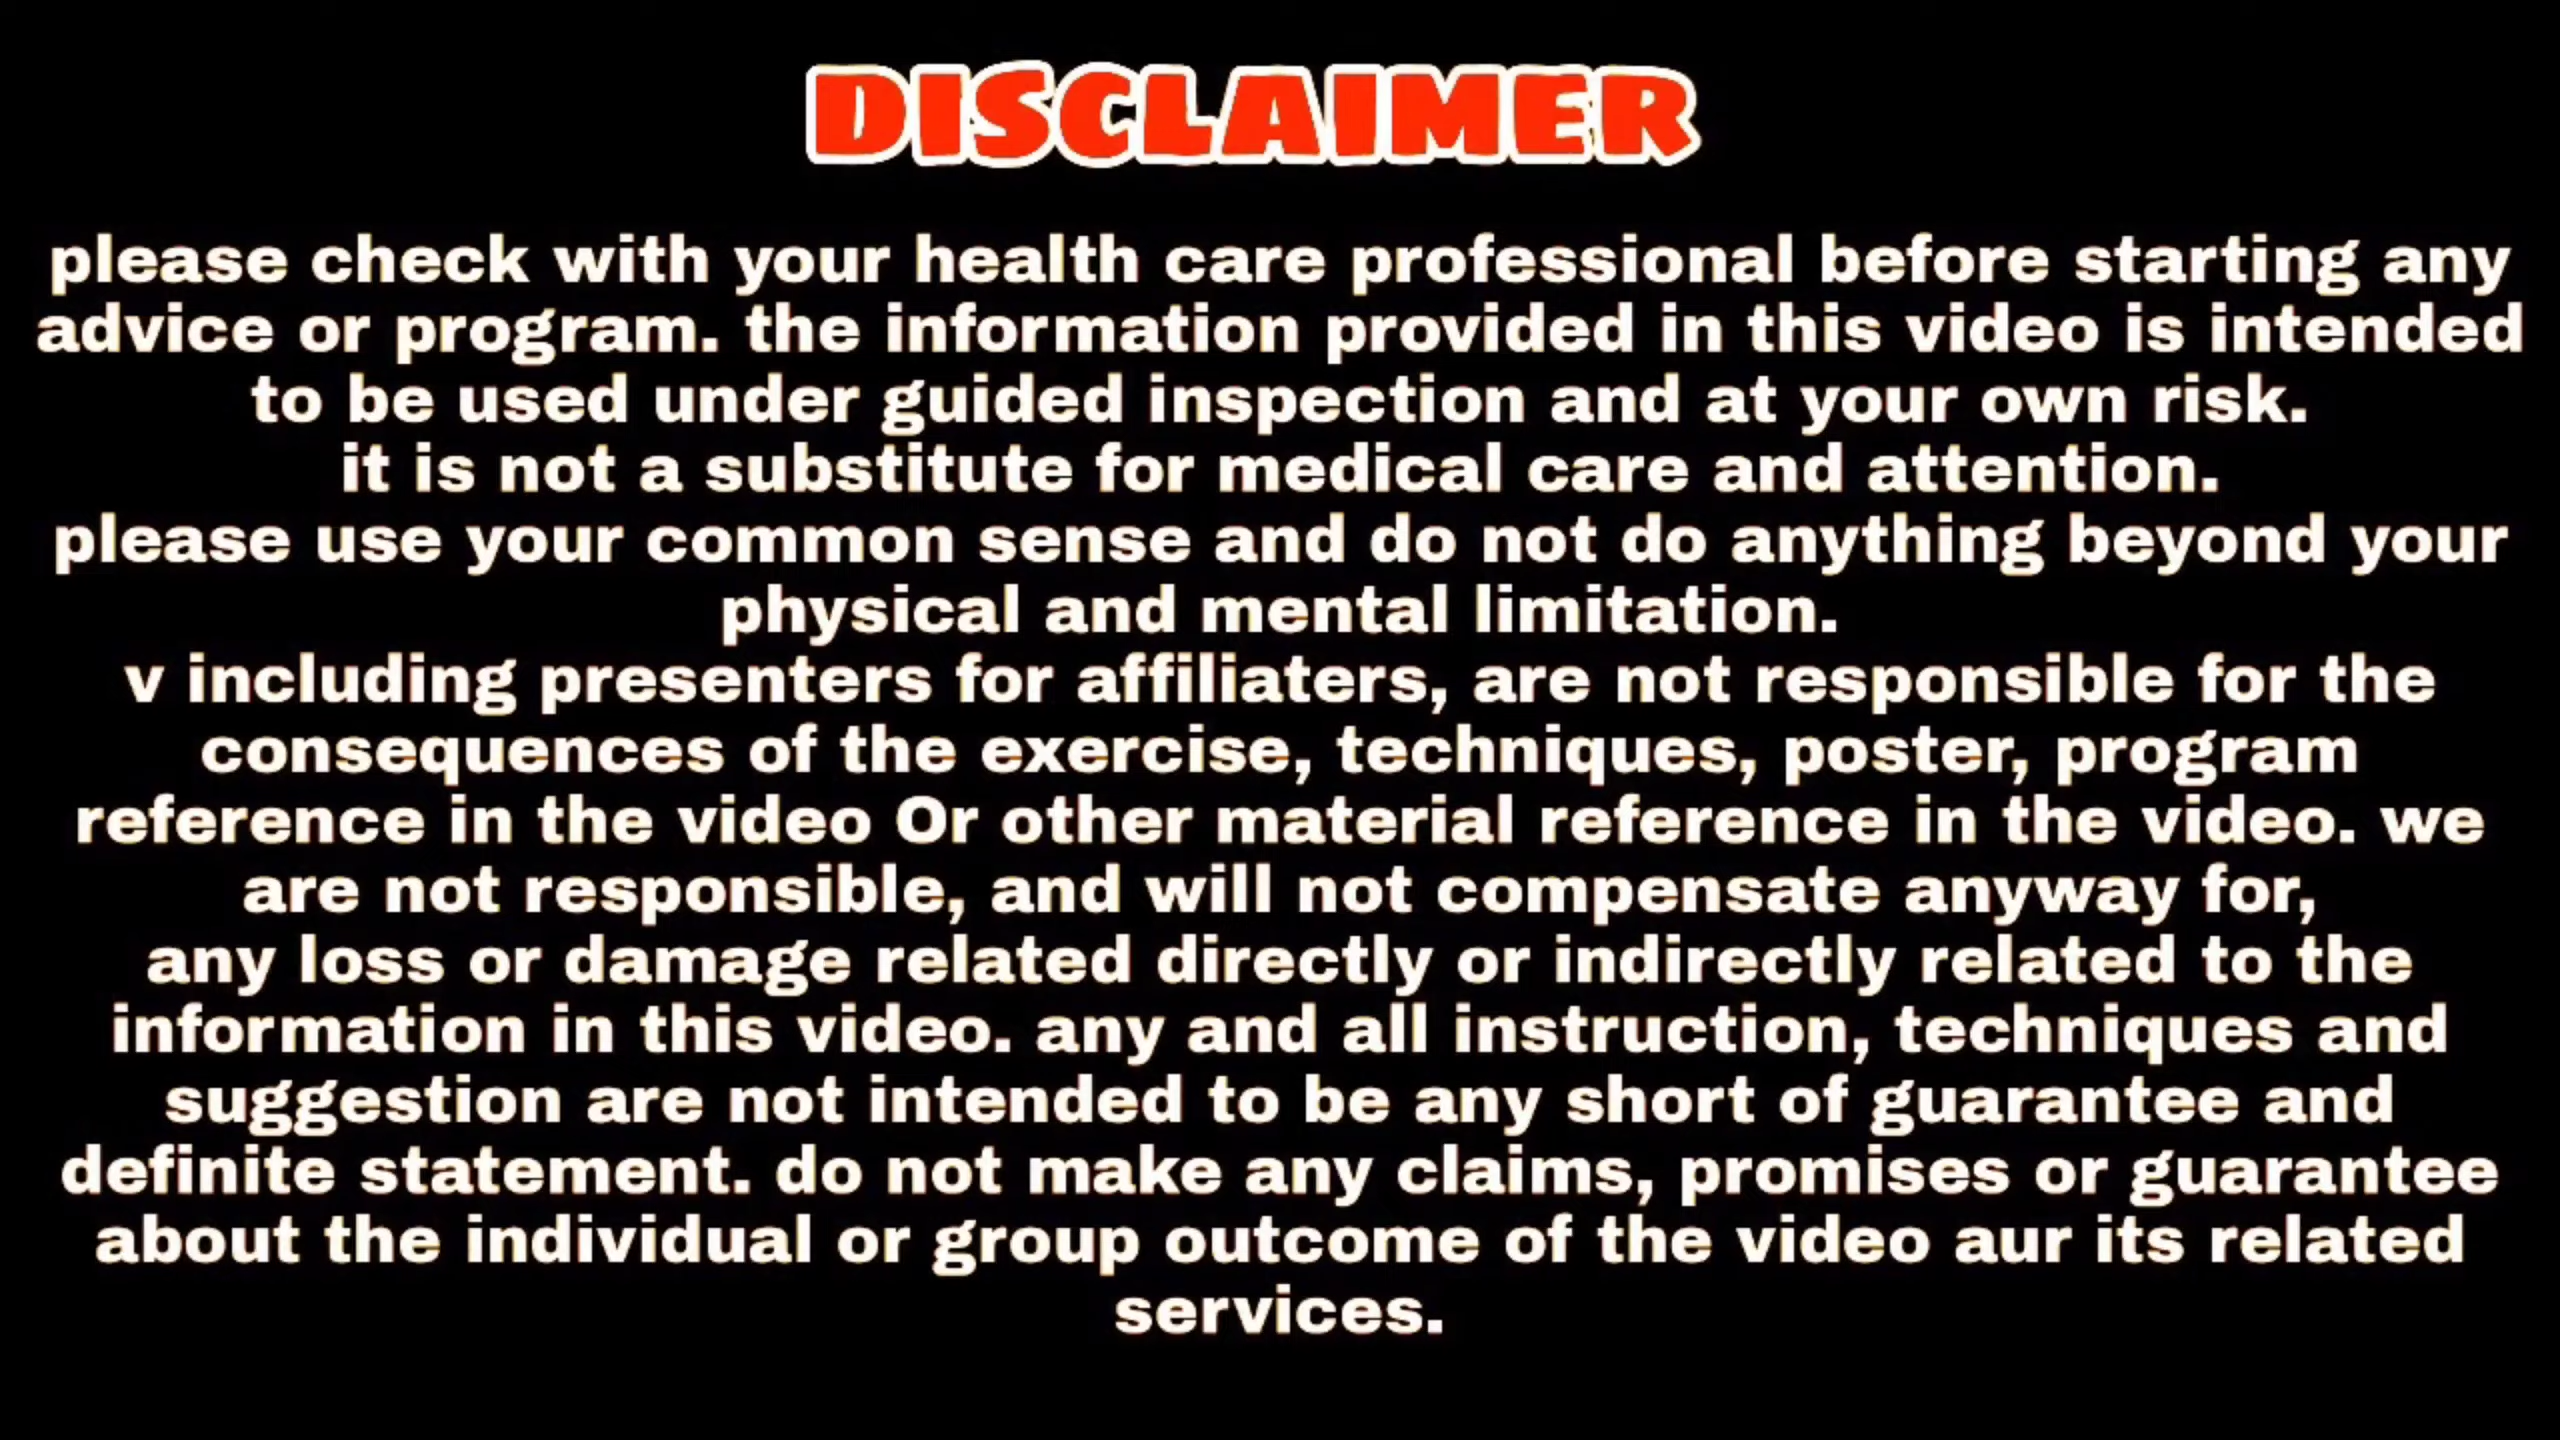 DISCLAIMER
please check with your health care professional before starting any
advice or program. the information provided in this video is intended
to be used under guided inspection and at your own risk.
it is not a substitute for medical care and attention.
please use your common sense and do not do anything beyond your
physical and mental limitation.
v including presenters for affiliaters, are not responsible for the
consequences of the exercise, techniques, poster, program
reference in the video Or other material reference in the video. we
are not responsible, and will not compensate anyway for,
any loss or damage related directly or indirectly related to the
information in this video. any and all instruction, techniques and
suggestion are not intended to be any short of guarantee and
definite statement. do not make any claims, promises or guarantee
about the individual or group outcome of the video aur its related
services.